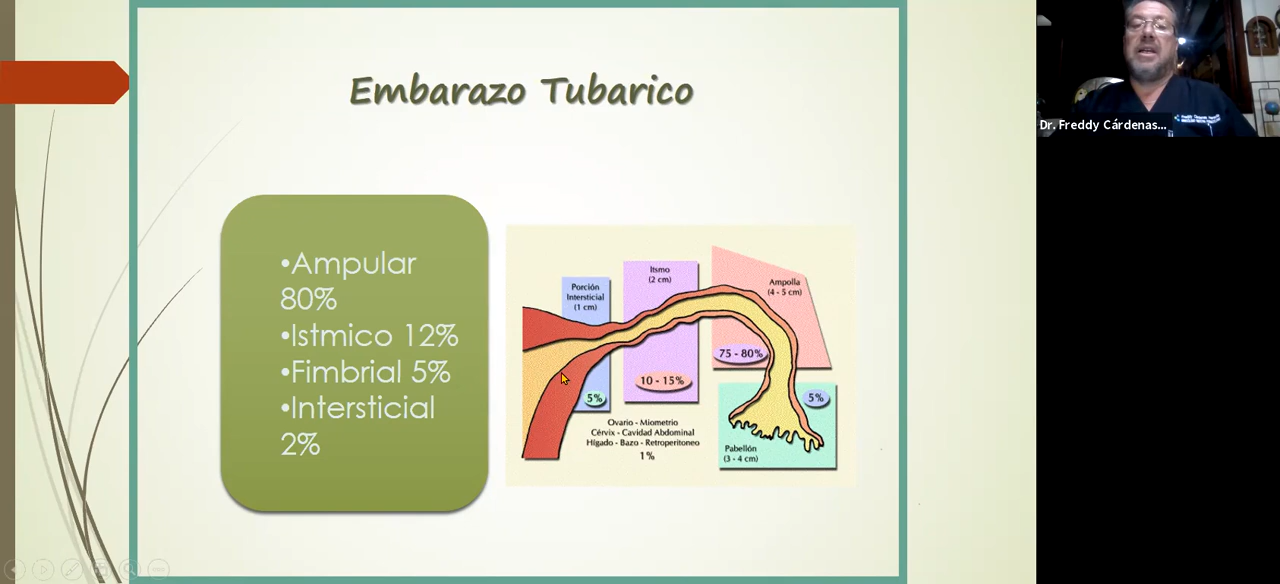 Embarazo Tubarico
•Ampular
80%
•Istmico 12%
•Fimbrial 5%
•Intersticial
2%
Porción
Intersticial
(1 cm)
5%
Itsmo
(2 cm)
10 - 15%
Ampolla
(4 - 5 cm)
75 - 80%
5%
Pabellón
(3 - 4 cm)
Ovario - Miometrio
Cérvix - Cavidad Abdominal
Hígado - Bazo - Retroperitoneo
1%
Dr. Freddy Cárdenas...